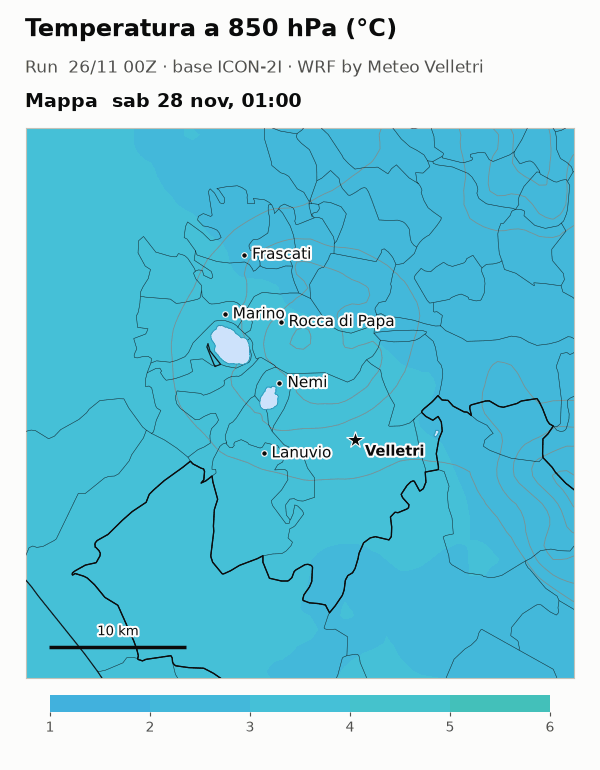 Temperatura a 850 hPa (°C)
Run  26/11 00Z · base ICON-2I · WRF by Meteo Velletri
Mappa  sab 28 nov, 01:00
Frascati
Marino
Rocca di Papa
Nemi
Velletri
Lanuvio
10 km
1 2 3 4 5 6